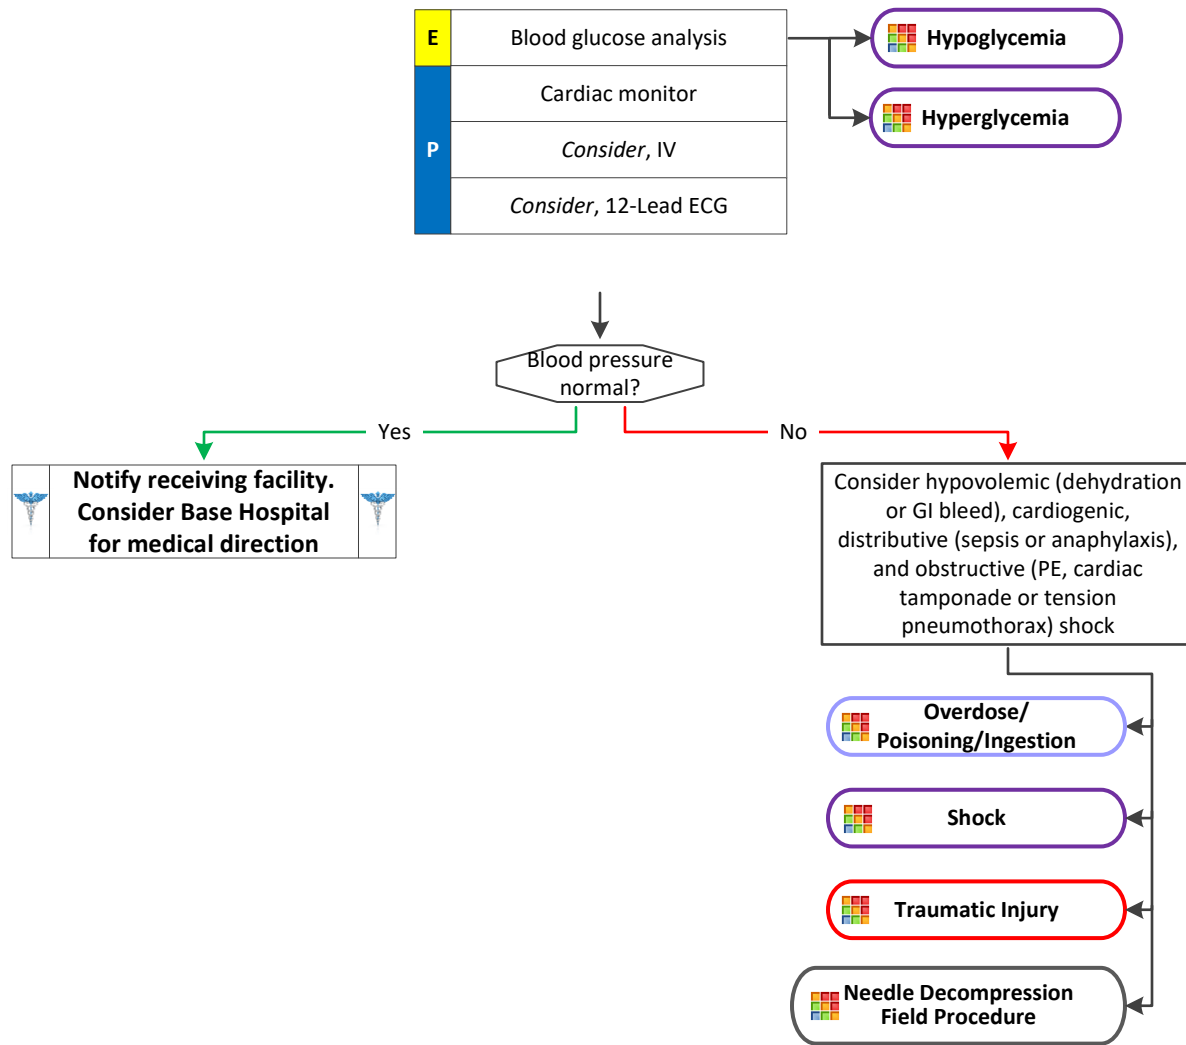 E
Blood glucose analysis
Hypoglycemia
Hyperglycemia
P
Cardiac monitor
Consider, IV
Consider, 12-Lead ECG
Blood pressure
normal?
Yes
No
Notify receiving facility.
Consider Base Hospital
for medical direction
Consider hypovolemic (dehydration
or GI bleed), cardiogenic,
distributive (sepsis or anaphylaxis),
and obstructive (PE, cardiac
tamponade or tension
pneumothorax) shock
Overdose/
Poisoning/Ingestion
Shock
Traumatic Injury
Needle Decompression
Field Procedure